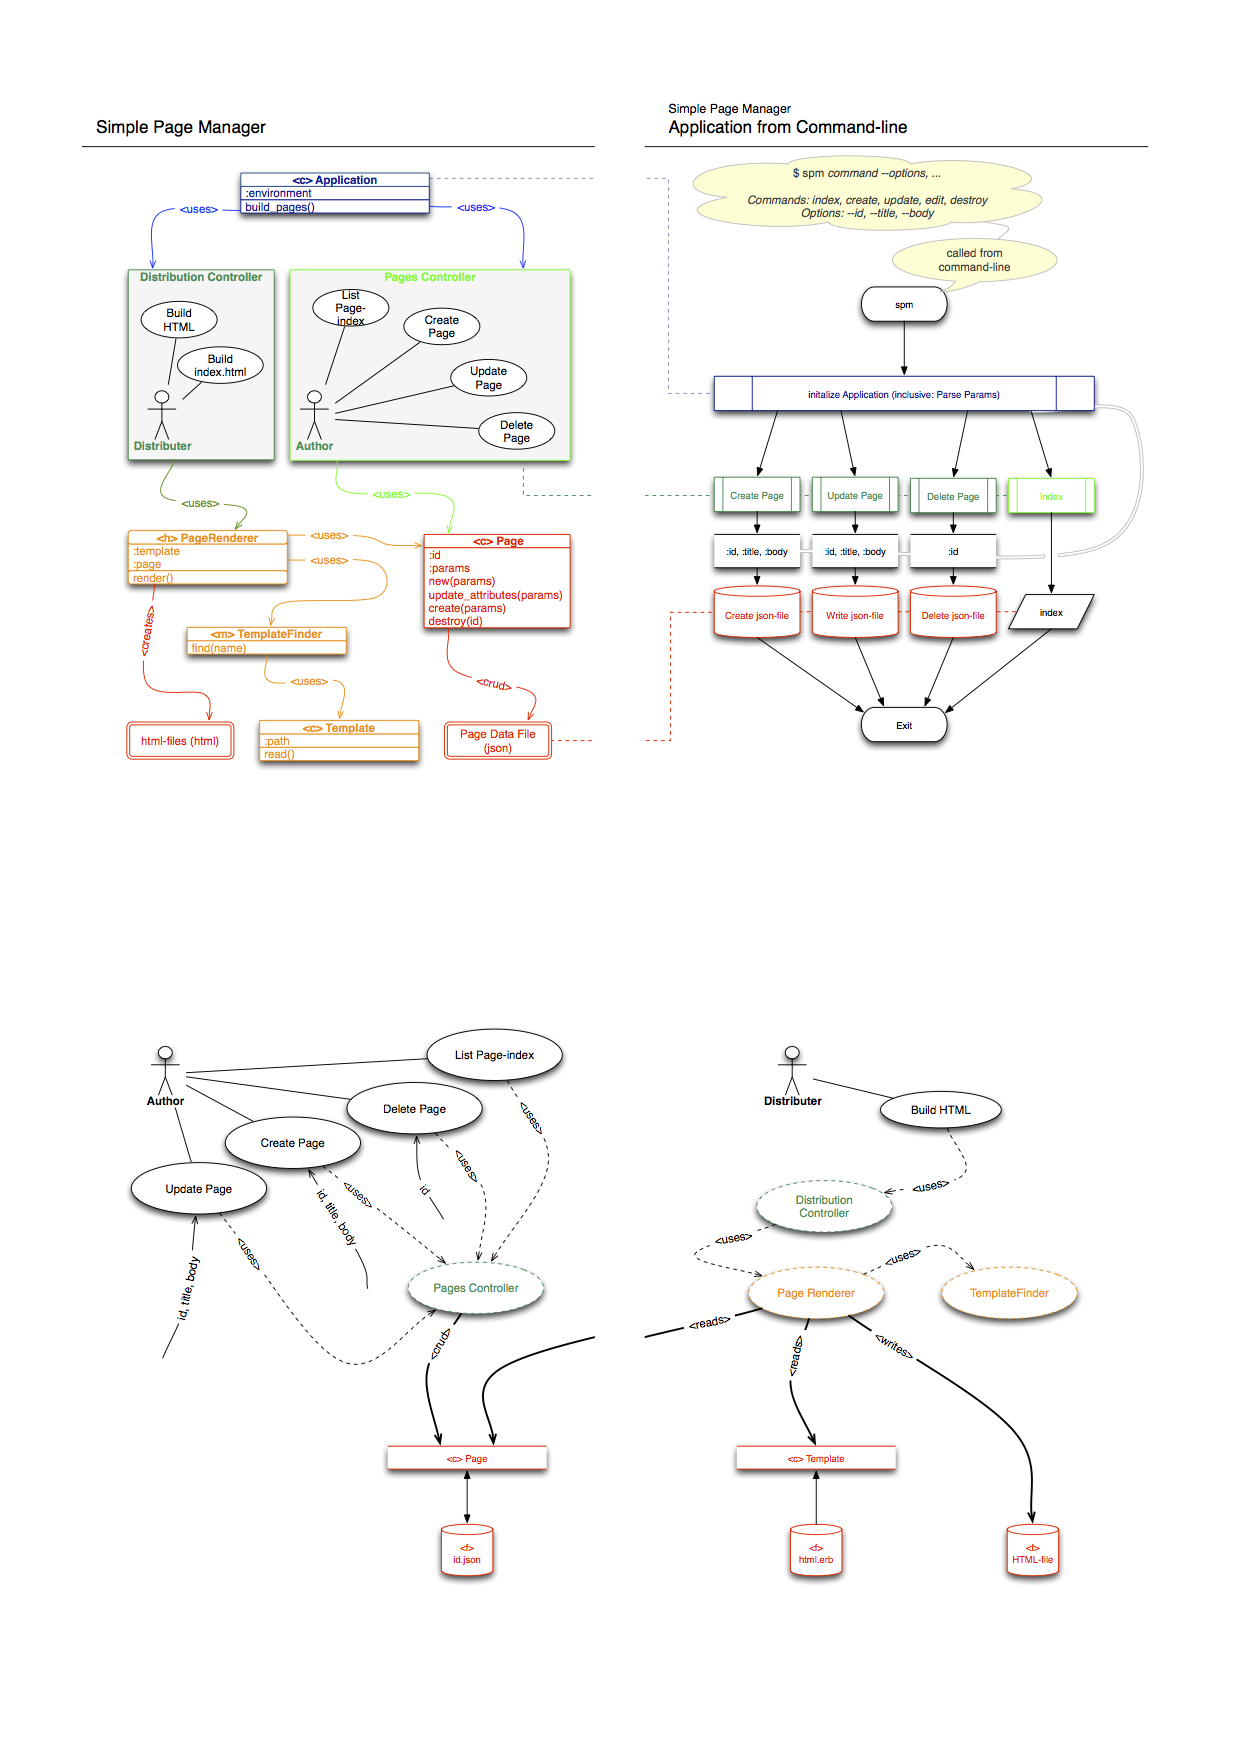 Simple Page Manager
<c> Application
:environment
build_pages()
<uses>
<uses>
Distribution Controller
Build
HTML
Build
index.html
Distributer
Pages Controller
List
Page-
index
Create
Page
Update
Page
Delete
Page
Author
<uses>
<uses>
<h> PageRenderer
:template
:page
render()
<uses>
<uses>
<c> Page
:id
:params
new(params)
update_attributes(params)
create(params)
destroy(id)
<creates>
<m> TemplateFinder
find(name)
<uses>
<crud>
html-files (html)
<c> Template
:path
read()
Page Data File
(json)
Simple Page Manager
Application from Command-line
$ spm command --options, ...
Commands: index, create, update, edit, destroy
Options: --id, --title, --body
called from
command-line
spm
initalize Application (inclusive: Parse Params)
Create Page
Update Page
Delete Page
index
:id, :title, :body
:id, :title, :body
:id
Create json-file
Write json-file
Delete json-file
index
Exit
List Page-index
Author
Delete Page
Create Page
Update Page
<uses>
<uses>
<uses>
<uses>
id
id, title, body
id, title, body
Pages Controller
<crud>
<c> Page
<f>
id.json
Distributer
Build HTML
<uses>
Distribution
Controller
<uses>
<uses>
Page Renderer
TemplateFinder
<reads>
<reads>
<writes>
<c> Template
<f>
html.erb
<f>
HTML-file